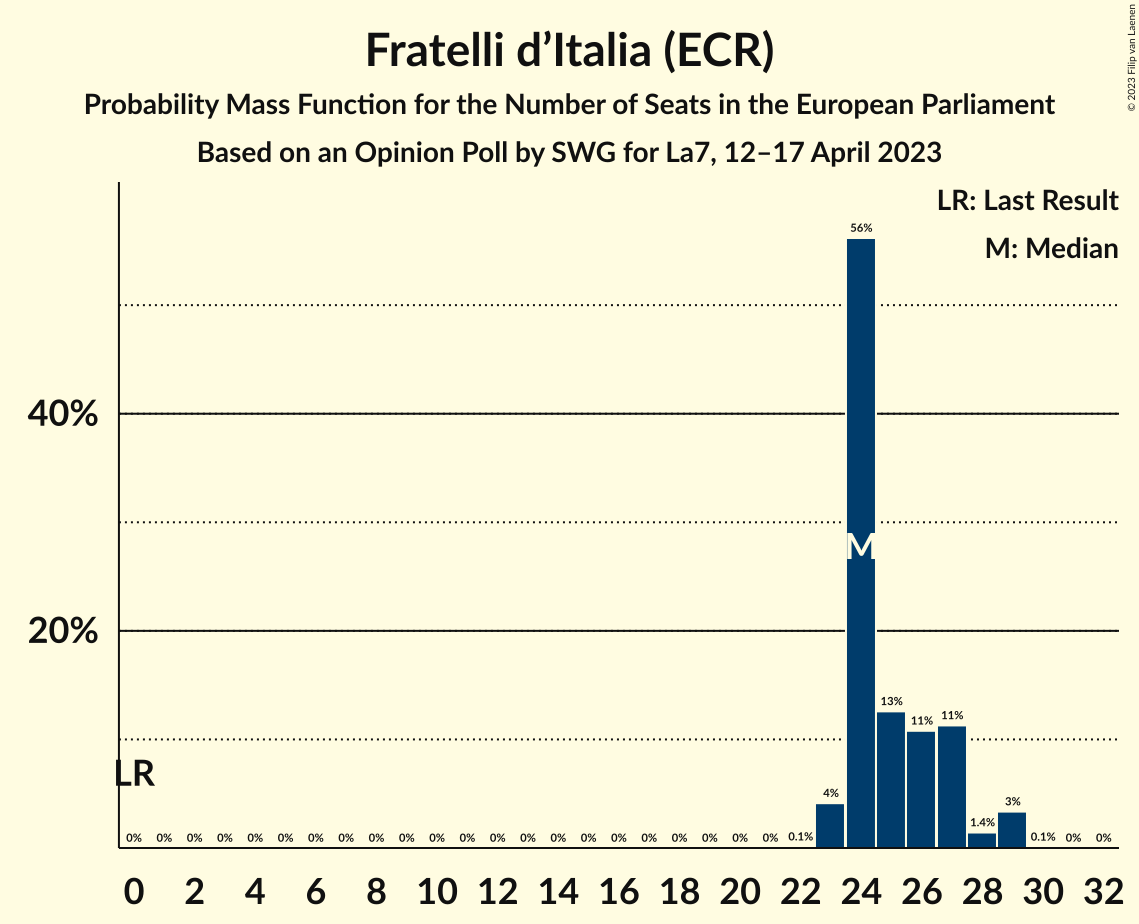 Fratelli d’Italia (ECR)
Probability Mass Function for the Number of Seats in the European Parliament
Based on an Opinion Poll by SWG for La7, 12–17 April 2023
© 2023 Filip van Laenen
LR: Last Result
M: Median
56%
40%
M
20%
13%
11%
11%
LR
4%
3%
1.4%
0% 0% 0% 0% 0% 0% 0% 0% 0% 0% 0% 0% 0% 0% 0% 0% 0% 0% 0% 0% 0% 0% 0.1% 0.1% 0% 0%
0 2 4 6 8 10 12 14 16 18 20 22 24 26 28 30 32